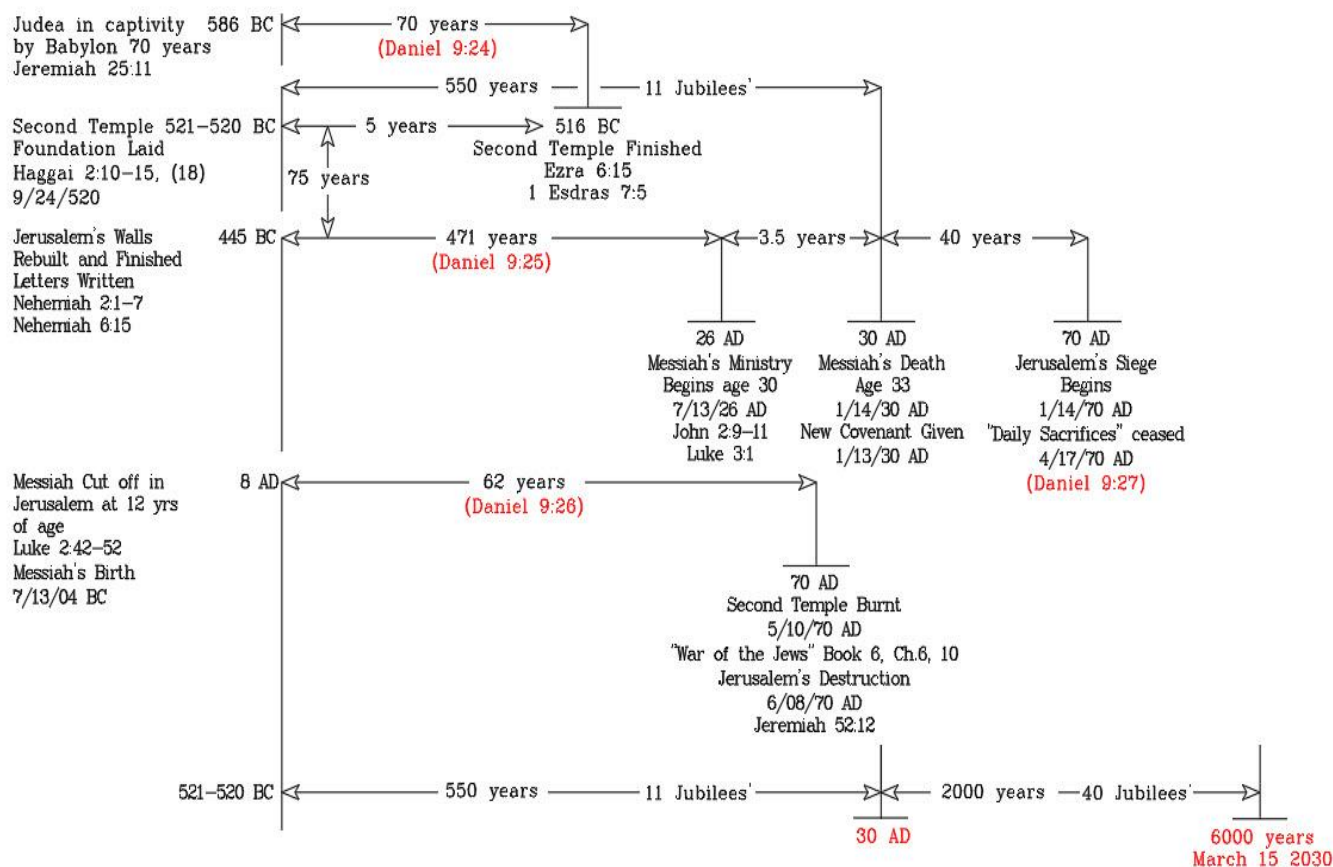 Judea in captivity 586 BC
by Babylon 70 years
Jeremiah 25:11
70 years
(Daniel 9:24)
550 years 11 Jubilees'
Second Temple 521-520 BC
Foundation Laid
Haggai 2:10-15, (18)
9/24/520
5 years
75 years
516 BC
Second Temple Finished
Ezra 6:15
1 Esdras 7:5
Jerusalem's Walls 445 BC
Rebuilt and Finished
Letters Written
Nehemiah 2:1-7
Nehemiah 6:15
471 years
(Daniel 9:25)
3.5 years
40 years
26 AD
Messiah's Ministry
Begins age 30
7/13/26 AD
John 2:9-11
Luke 3:1
30 AD
Messiah's Death
Age 33
1/14/30 AD
New Covenant Given
1/13/30 AD
70 AD
Jerusalem's Siege
Begins
1/14/70 AD
"Daily Sacrifices" ceased
4/17/70 AD
(Daniel 9:27)
Messiah Cut off in 8 AD
Jerusalem at 12 yrs
of age
Luke 2:42-52
Messiah's Birth
7/13/04 BC
62 years
(Daniel 9:26)
70 AD
Second Temple Burnt
5/10/70 AD
"War of the Jews" Book 6, Ch.6, 10
Jerusalem's Destruction
6/08/70 AD
Jeremiah 52:12
521-520 BC
550 years 11 Jubilees'
2000 years 40 Jubilees'
30 AD
6000 years
March 15 2030